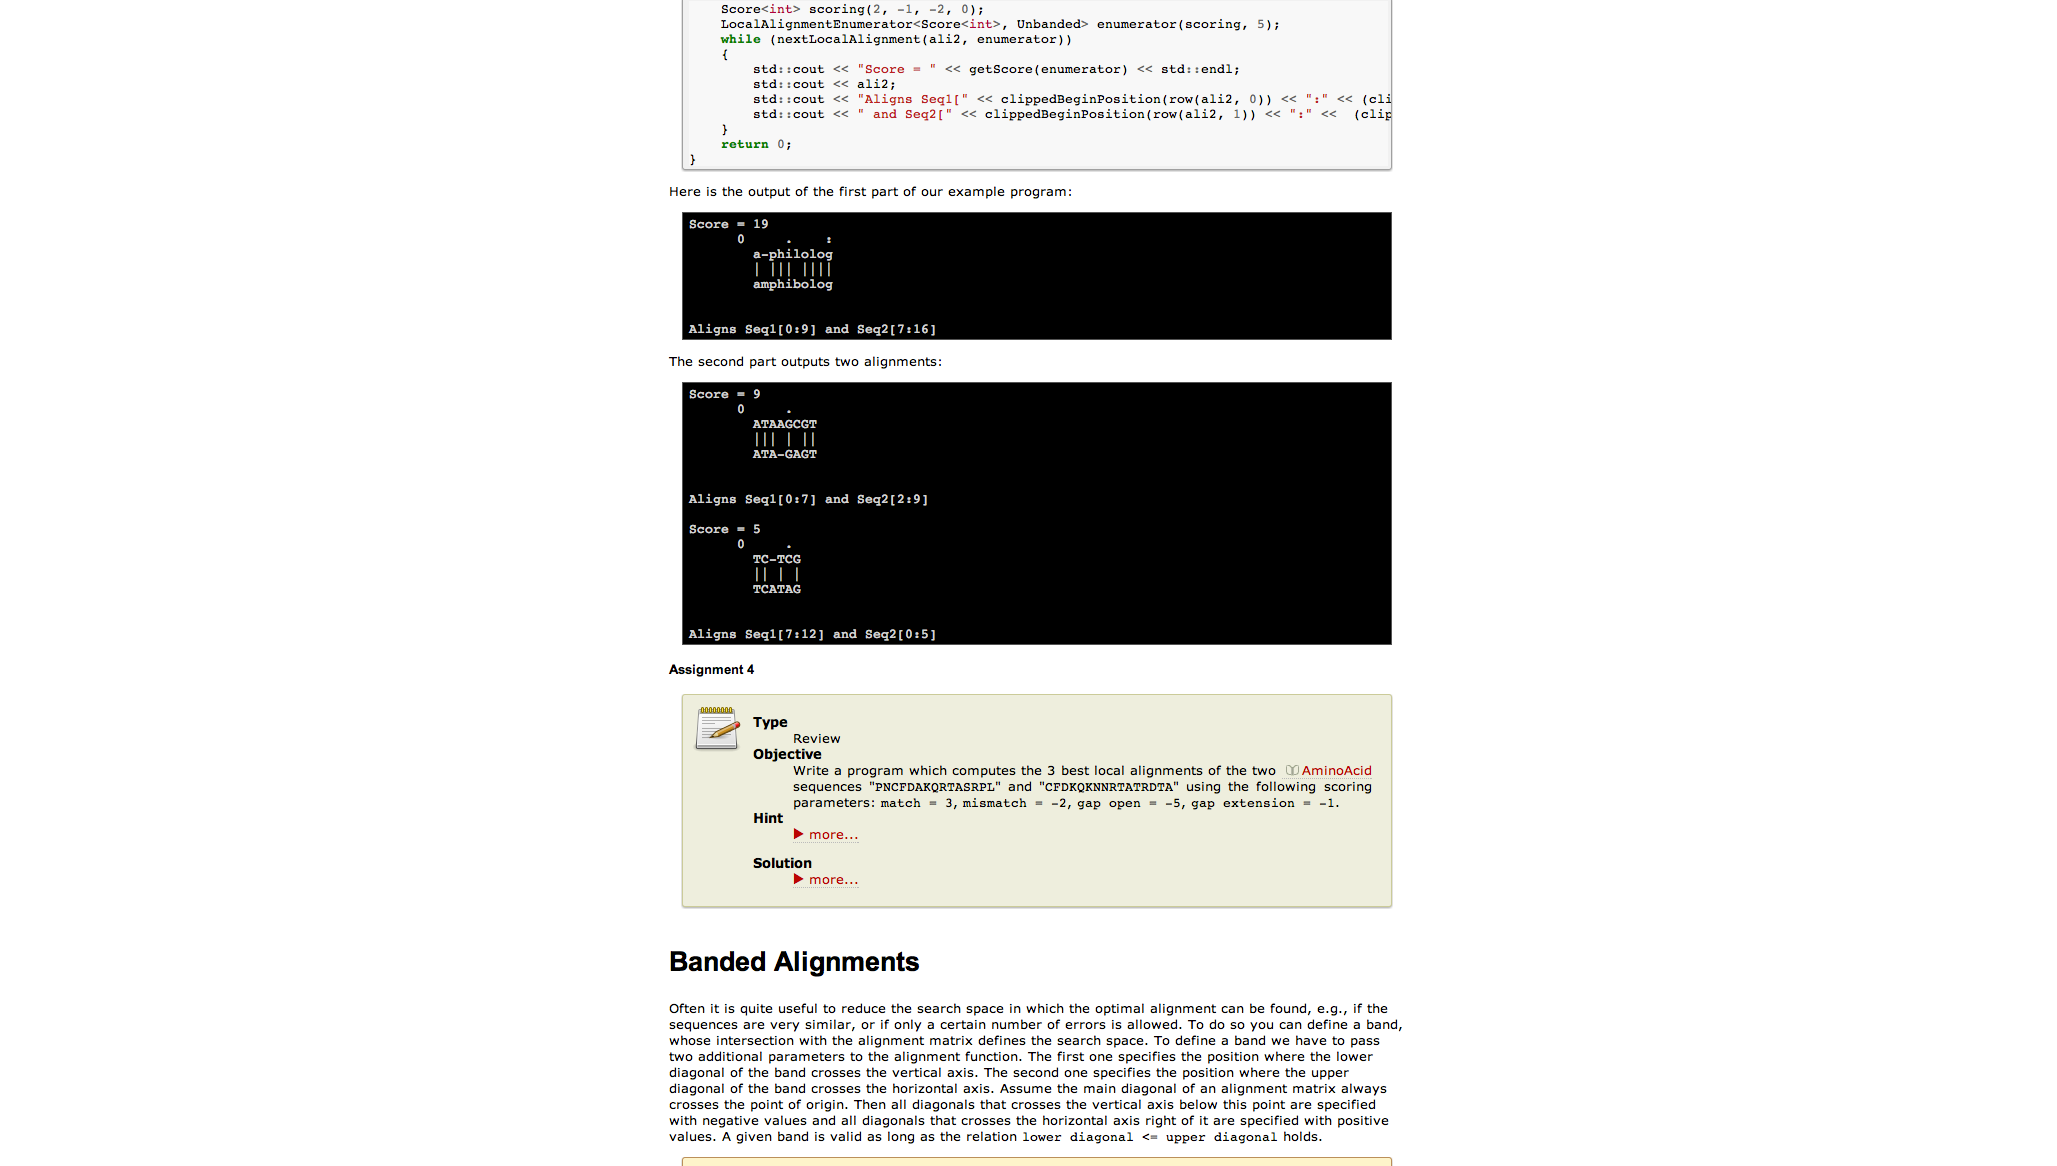 Score<int> scoring(2, -1, -2, 0);
LocalAlignmentEnumerator<Score<int>, Unbanded> enumerator(scoring, 5);
while (nextLocalAlignment(ali2, enumerator))
{
std::cout << "Score = " << getScore(enumerator) << std::endl;
std::cout << ali2;
std::cout << "Aligns Seq1[" << clippedBeginPosition(row(ali2, 0)) << ":" << (cli
std::cout << " and Seq2[" << clippedBeginPosition(row(ali2, 1)) << ":" << (clip
}
return 0;
}
Here is the output of the first part of our example program:
Score = 19
0 . :
a-philolog
| ||| ||||
amphibolog
Aligns Seq1[0:9] and Seq2[7:16]
The second part outputs two alignments:
Score = 9
0 .
ATAAGCGT
||| | ||
ATA-GAGT
Aligns Seq1[0:7] and Seq2[2:9]
Score = 5
0 .
TC-TCG
|| | |
TCATAG
Aligns Seq1[7:12] and Seq2[0:5]
Assignment 4
Type
Review
Objective
Write a program which computes the 3 best local alignments of the two AminoAcid
sequences "PNCFDAKQRTASRPL" and "CFDKQKNNRTATRDTA" using the following scoring
parameters: match = 3, mismatch = -2, gap open = -5, gap extension = -1.
Hint
▶ more...
Solution
▶ more...
Banded Alignments
Often it is quite useful to reduce the search space in which the optimal alignment can be found, e.g., if the
sequences are very similar, or if only a certain number of errors is allowed. To do so you can define a band,
whose intersection with the alignment matrix defines the search space. To define a band we have to pass
two additional parameters to the alignment function. The first one specifies the position where the lower
diagonal of the band crosses the vertical axis. The second one specifies the position where the upper
diagonal of the band crosses the horizontal axis. Assume the main diagonal of an alignment matrix always
crosses the point of origin. Then all diagonals that crosses the vertical axis below this point are specified
with negative values and all diagonals that crosses the horizontal axis right of it are specified with positive
values. A given band is valid as long as the relation lower diagonal <= upper diagonal holds.